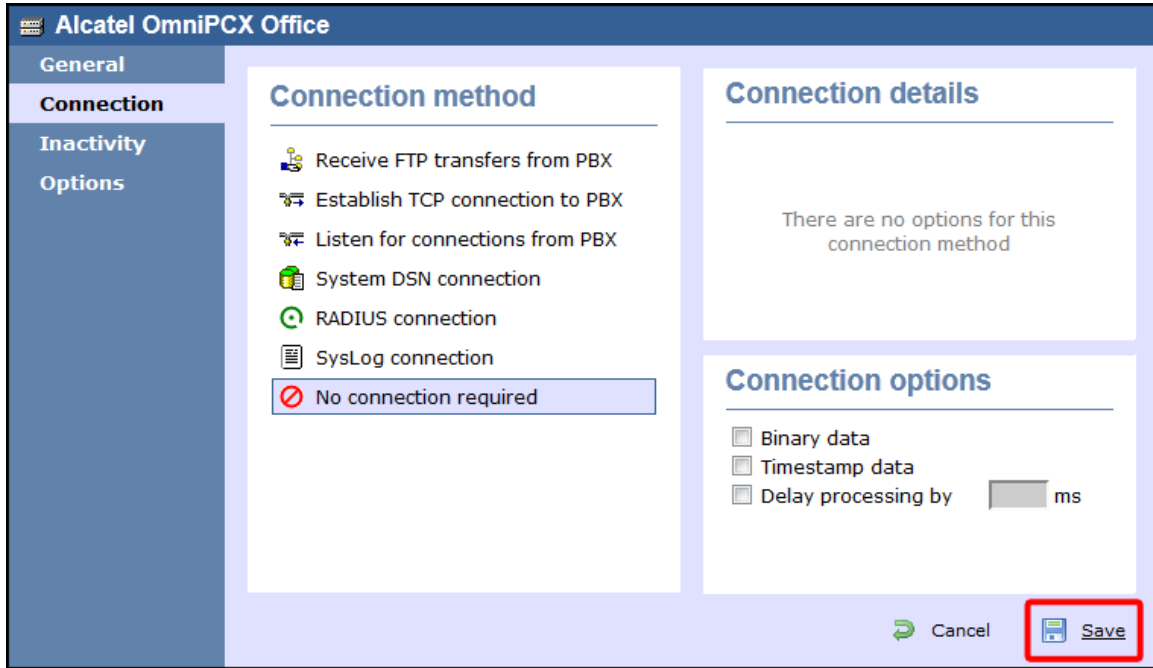 Alcatel OmniPCX Office
General
Connection
Inactivity
Options
Connection method
Receive FTP transfers from PBX
Establish TCP connection to PBX
Listen for connections from PBX
System DSN connection
RADIUS connection
SysLog connection
No connection required
Connection details
There are no options for this
connection method
Connection options
Binary data
Timestamp data
Delay processing by ms
Cancel
Save